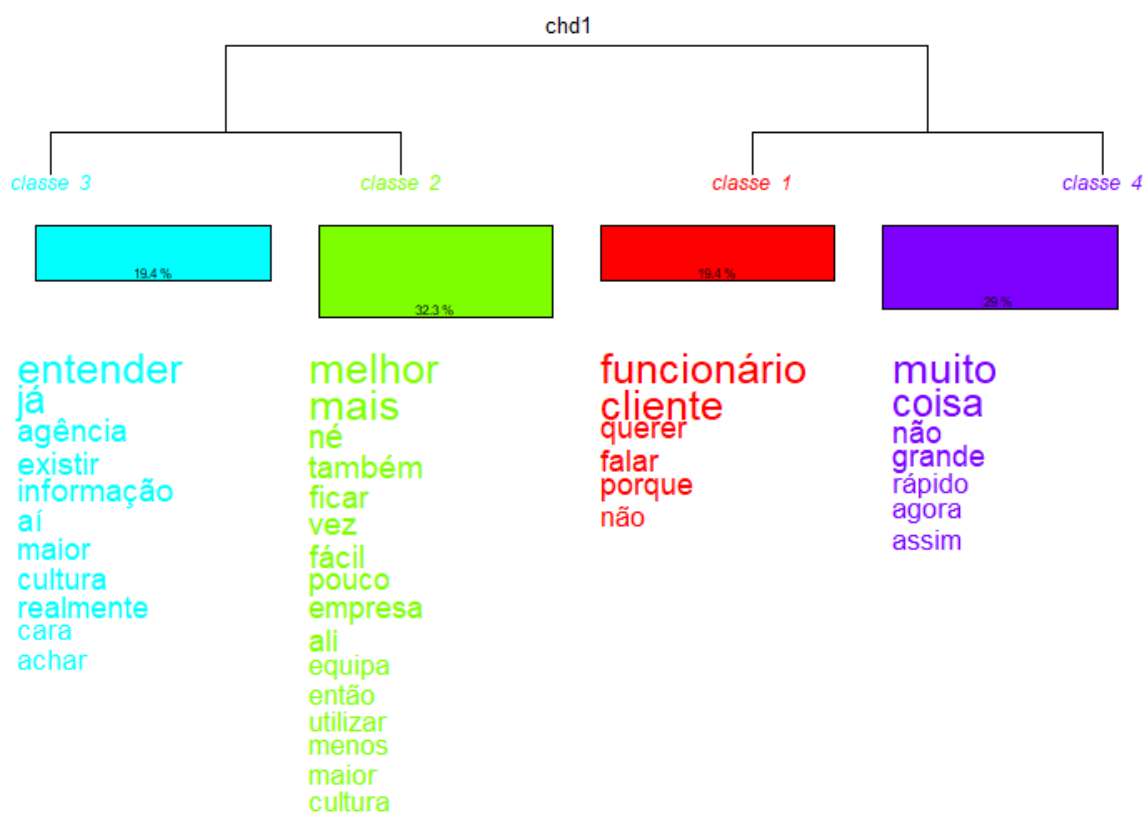 chd1
classe 3
classe 2
classe 1
classe 4
19.4 %
32.3 %
19.4 %
29 %
entender
já
agência
existir
informação
aí
maior
cultura
realmente
cara
achar
melhor
mais
né
também
ficar
vez
fácil
pouco
empresa
ali
equipa
então
utilizar
menos
maior
cultura
funcionário
cliente
querer
falar
porque
não
muito
coisa
não
grande
rápido
agora
assim